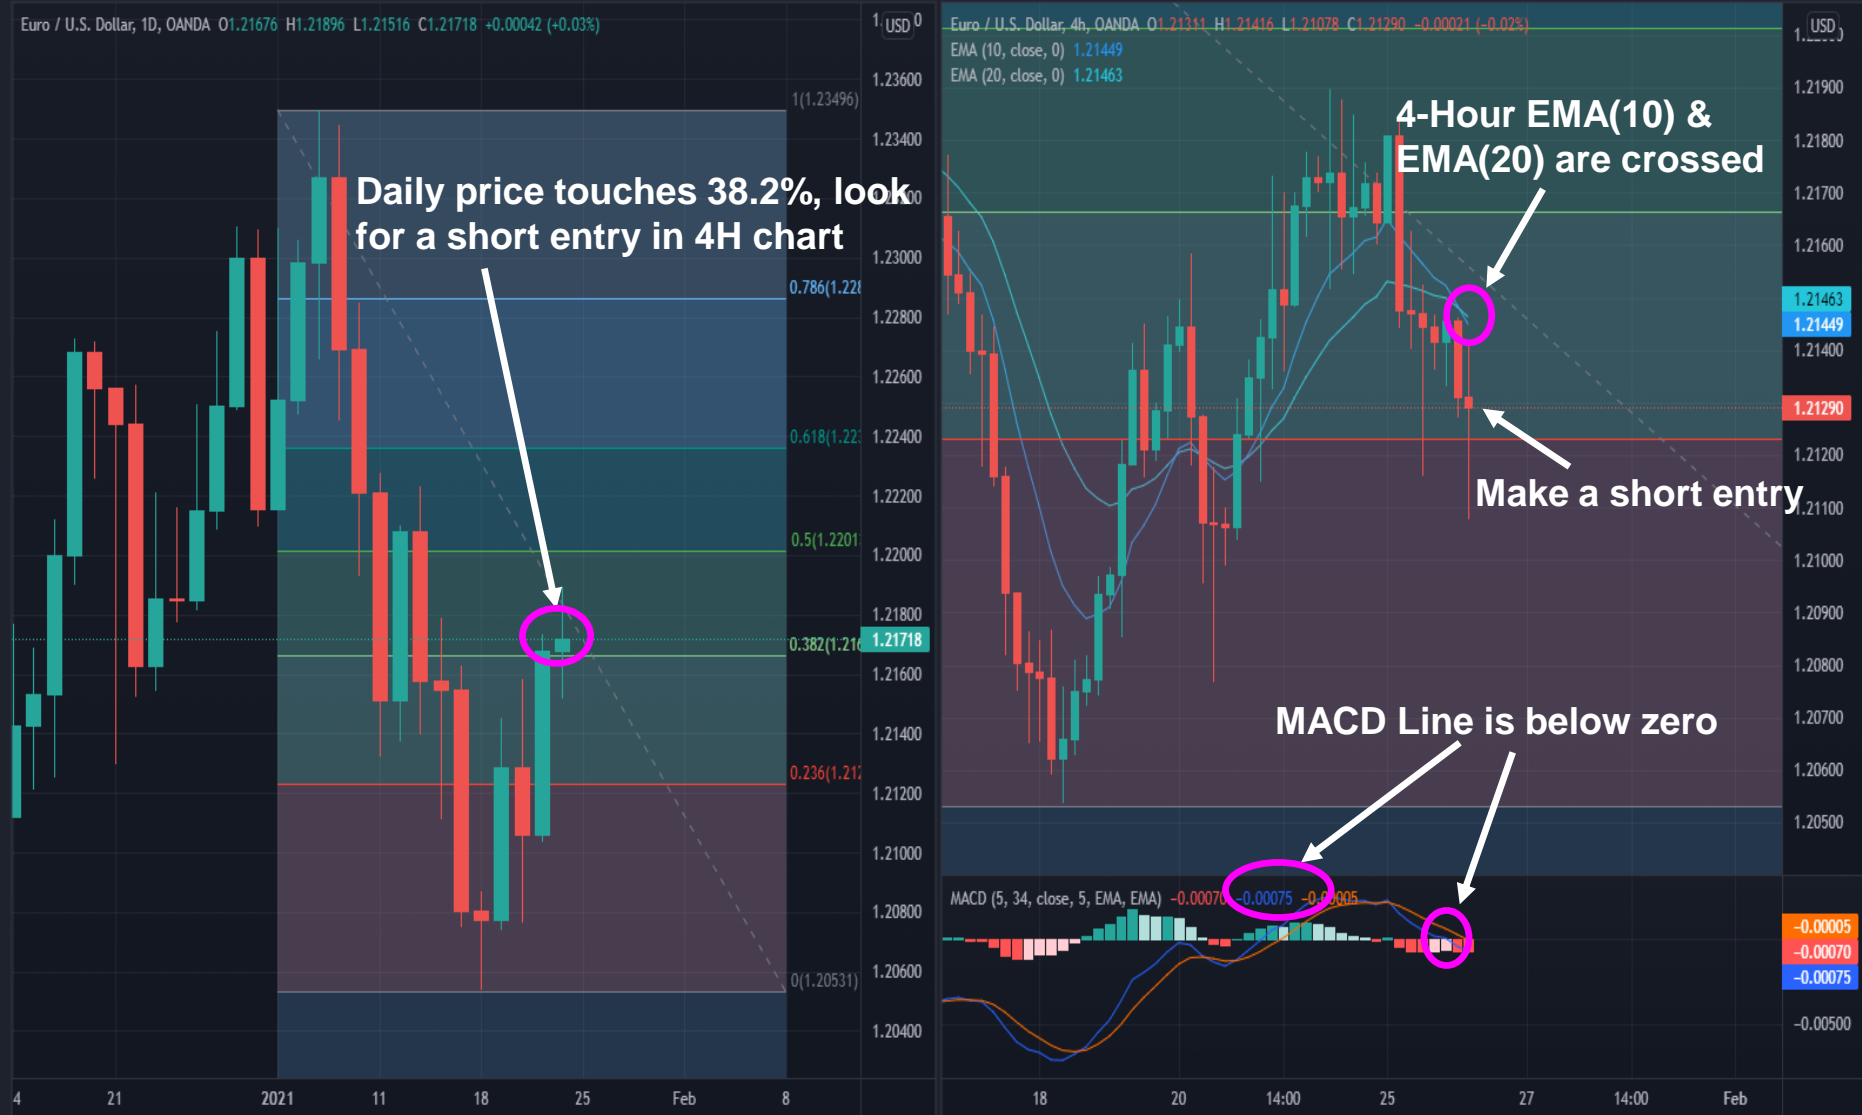 Euro / U.S. Dollar, 1D, OANDA O1.21676 H1.21896 L1.21516 C1.21718 +0.00042 (+0.03%)
USD
1.23600
1(1.23496)
1.23400
Daily price touches 38.2%, look
for a short entry in 4H chart
1.23000
0.786(1.228
1.22800
1.22600
0.618(1.223
1.22400
1.22200
0.5(1.2201
1.22000
1.21800
1.21718
0.382(1.216
1.21600
1.21400
0.236(1.212
1.21200
1.21000
1.20800
0(1.20531)
1.20600
1.20400
4 21 2021 11 18 25 Feb 8
Euro / U.S. Dollar, 4h, OANDA O1.21311 H1.21416 L1.21078 C1.21290 −0.00021 (−0.02%)
USD
EMA (10, close, 0) 1.21449
EMA (20, close, 0) 1.21463
1.21900
4-Hour EMA(10) &
EMA(20) are crossed
1.21800
1.21700
1.21600
1.21463
1.21449
1.21400
1.21290
1.21200
Make a short entry
1.21100
1.21000
1.20900
1.20800
MACD Line is below zero
1.20700
1.20600
1.20500
MACD (5, 34, close, 5, EMA, EMA) −0.00070 −0.00075 −0.00005
−0.00005
−0.00070
−0.00075
−0.00500
18 20 14:00 25 27 14:00 Feb